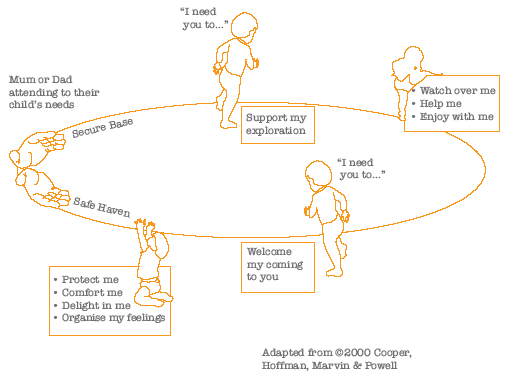 “I need
you to...”
Mum or Dad
attending to their
child's needs
Secure Base
Support my
exploration
• Watch over me
• Help me
• Enjoy with me
“I need
you to...”
Safe Haven
Welcome
my coming
to you
• Protect me
• Comfort me
• Delight in me
• Organise my feelings
Adapted from ©2000 Cooper,
Hoffman, Marvin & Powell